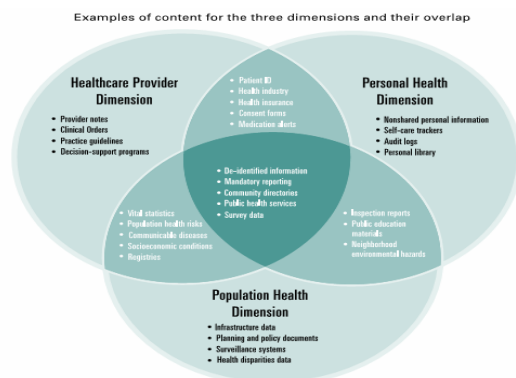 Examples of content for the three dimensions and their overlap
Healthcare Provider
Dimension
• Provider notes
• Clinical Orders
• Practice guidelines
• Decision-support programs
• Patient ID
• Health industry
• Health insurance
• Consent forms
• Medication alerts
Personal Health
Dimension
• Nonshared personal information
• Self-care trackers
• Audit logs
• Personal library
• De-identified information
• Mandatory reporting
• Community directories
• Public health services
• Survey data
• Vital statistics
• Population health risks
• Communicable diseases
• Socioeconomic conditions
• Registries
• Inspection reports
• Public education
materials
• Neighborhood
environmental hazards
Population Health
Dimension
• Infrastructure data
• Planning and policy documents
• Surveillance systems
• Health disparities data